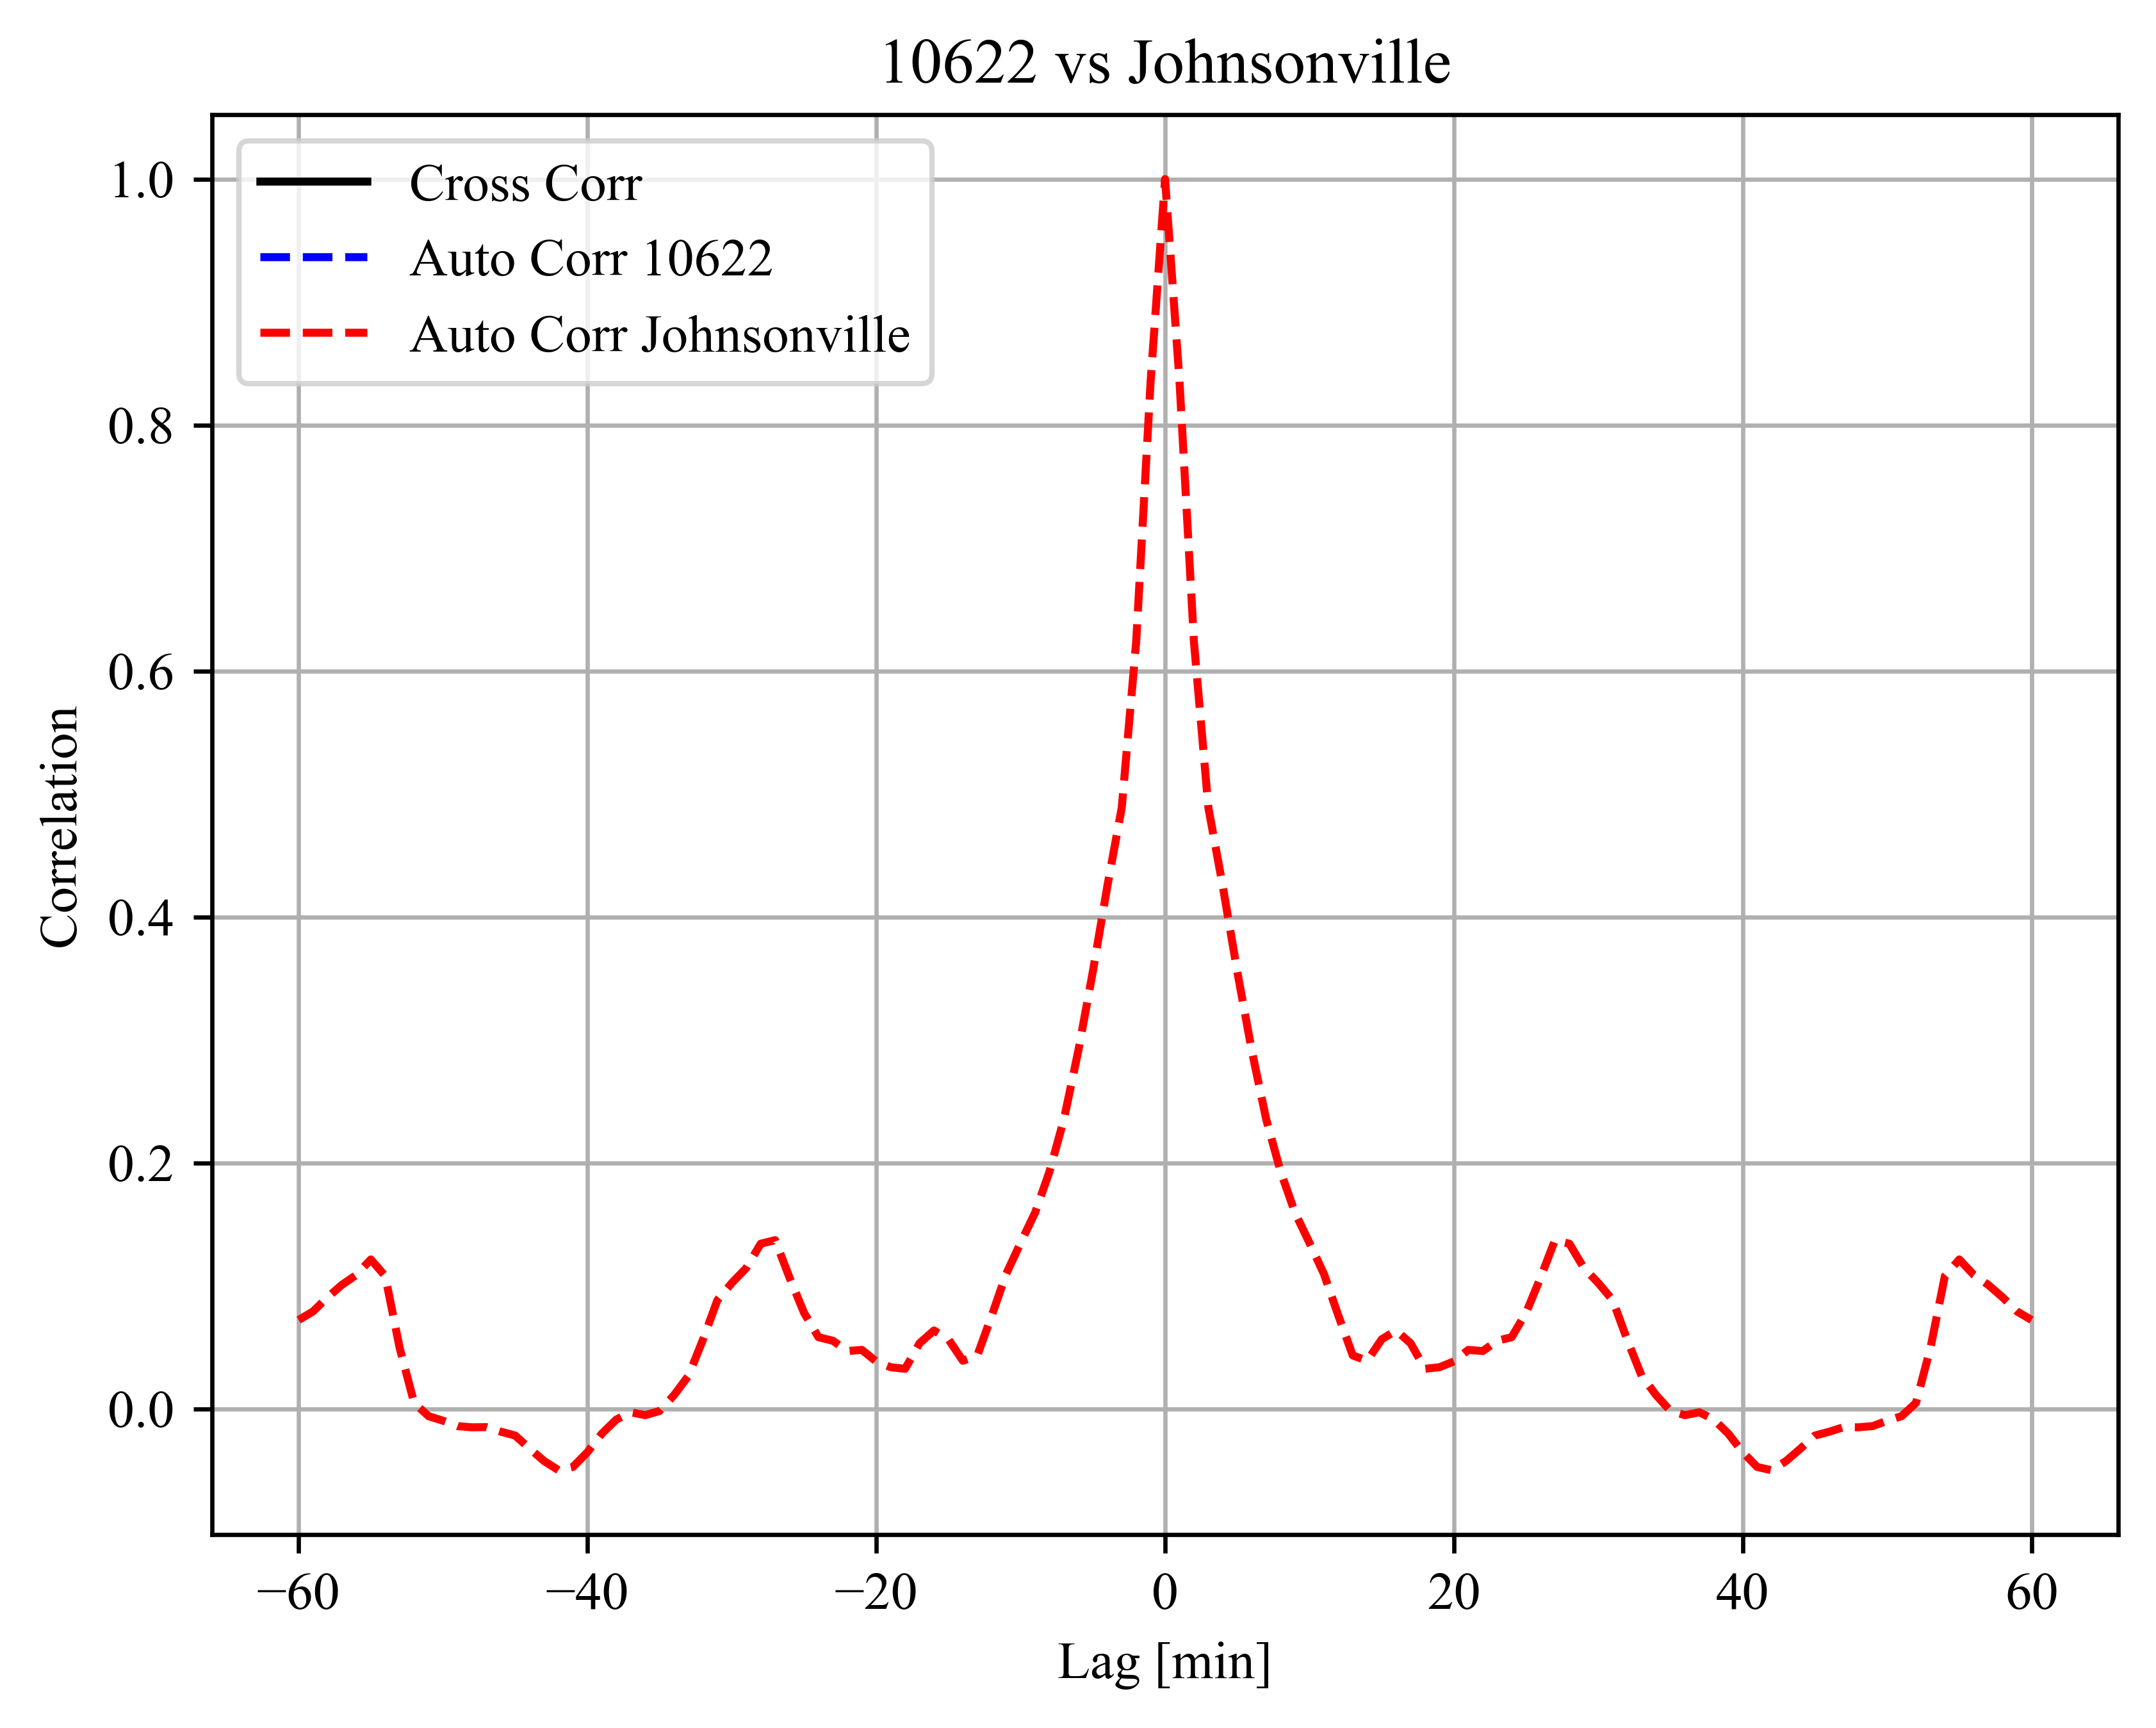 10622 vs Johnsonville
Cross Corr
Auto Corr 10622
Auto Corr Johnsonville
1.0
0.8
0.6
0.4
0.2
0.0
Correlation
−60 −40 −20 0 20 40 60
Lag [min]